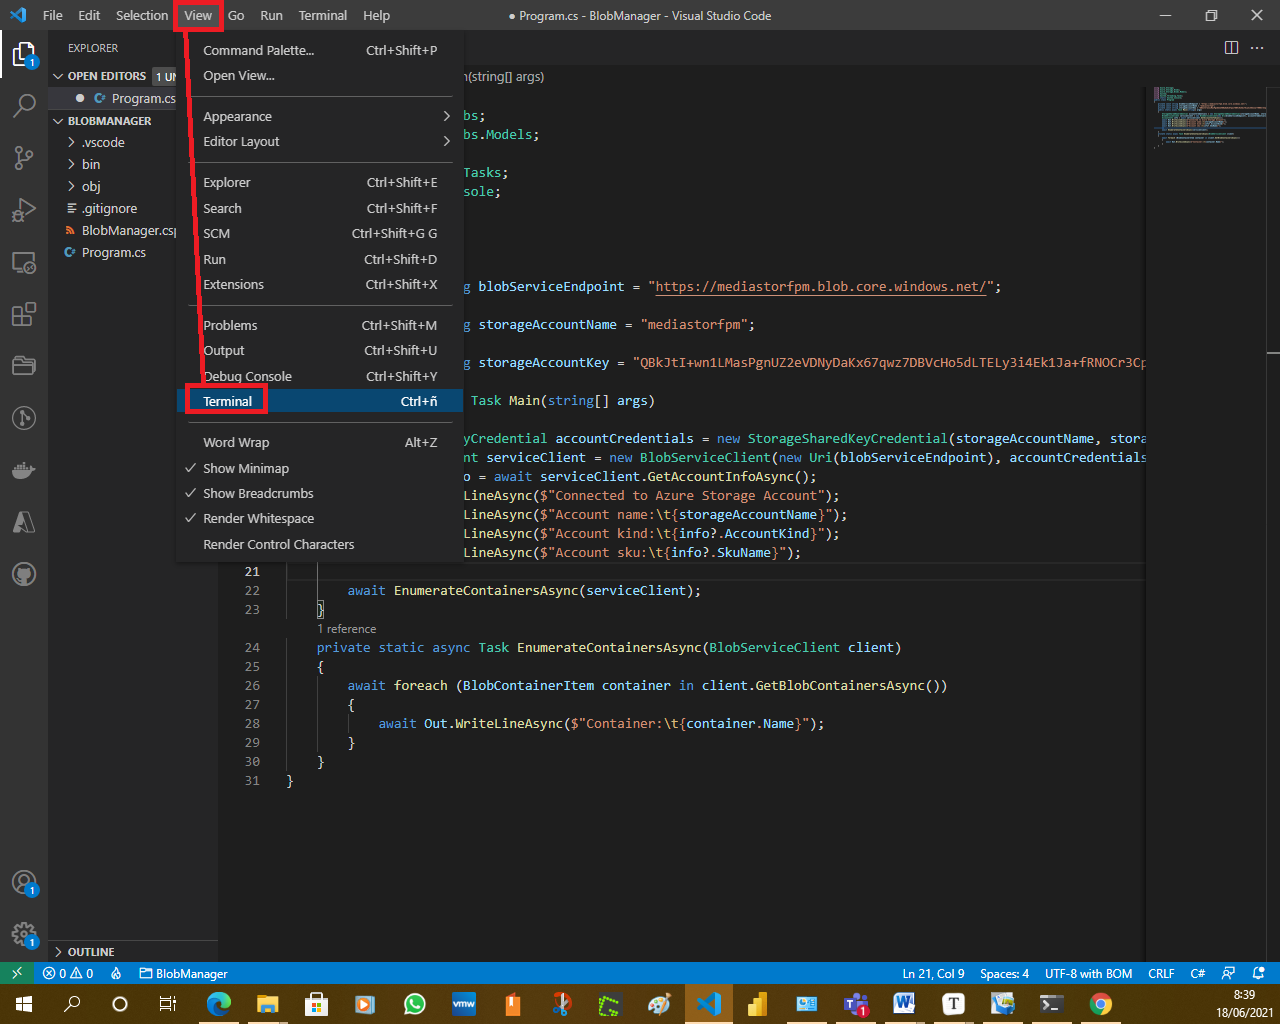 File Edit Selection View Go Run Terminal Help
● Program.cs - BlobManager - Visual Studio Code
EXPLORER
OPEN EDITORS 1 UN
Program.cs
BLOBMANAGER
.vscode
bin
obj
.gitignore
BlobManager.csp
Program.cs
OUTLINE
1
1
1
Command Palette... Ctrl+Shift+P
Open View...
Appearance
Editor Layout
Explorer Ctrl+Shift+E
Search Ctrl+Shift+F
SCM Ctrl+Shift+G G
Run Ctrl+Shift+D
Extensions Ctrl+Shift+X
Problems Ctrl+Shift+M
Output Ctrl+Shift+U
Debug Console Ctrl+Shift+Y
Terminal Ctrl+ñ
Word Wrap Alt+Z
Show Minimap
Show Breadcrumbs
Render Whitespace
Render Control Characters
(string[] args)
bs;
bs.Models;
Tasks;
sole;
g blobServiceEndpoint = "https://mediastorfpm.blob.core.windows.net/";
g storageAccountName = "mediastorfpm";
g storageAccountKey = "QBkJtI+wn1LMasPgnUZ2eVDNyDaKx67qwz7DBVcHo5dLTELy3i4Ek1Ja+fRNOCr3Cp
Task Main(string[] args)
yCredential accountCredentials = new StorageSharedKeyCredential(storageAccountName, stora
nt serviceClient = new BlobServiceClient(new Uri(blobServiceEndpoint), accountCredentials
o = await serviceClient.GetAccountInfoAsync();
LineAsync($"Connected to Azure Storage Account");
LineAsync($"Account name:\t{storageAccountName}");
LineAsync($"Account kind:\t{info?.AccountKind}");
LineAsync($"Account sku:\t{info?.SkuName}");
21
22 await EnumerateContainersAsync(serviceClient);
23 }
1 reference
24 private static async Task EnumerateContainersAsync(BlobServiceClient client)
25 {
26 await foreach (BlobContainerItem container in client.GetBlobContainersAsync())
27 {
28 await Out.WriteLineAsync($"Container:\t{container.Name}");
29 }
30 }
31 }
0 0 BlobManager Ln 21, Col 9 Spaces: 4 UTF-8 with BOM CRLF C#
vmw
W
T
1
8:39
18/06/2021